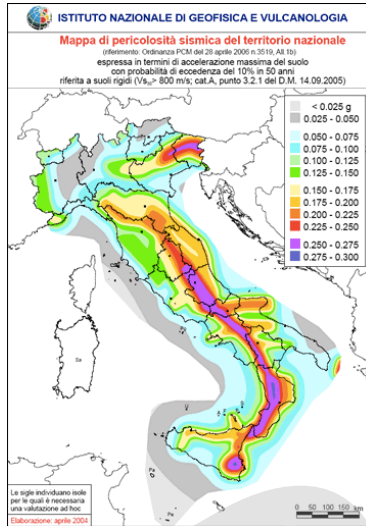 ISTITUTO NAZIONALE DI GEOFISICA E VULCANOLOGIA
Mappa di pericolosità sismica del territorio nazionale
(riferimento: Ordinanza PCM del 28 aprile 2006 n.3519, All.1b)
espressa in termini di accelerazione massima del suolo
con probabilità di eccedenza del 10% in 50 anni
riferita a suoli rigidi (Vs₃₀> 800 m/s; cat.A, punto 3.2.1 del D.M. 14.09.2005)
< 0.025 g
0.025 - 0.050
0.050 - 0.075
0.075 - 0.100
0.100 - 0.125
0.125 - 0.150
0.150 - 0.175
0.175 - 0.200
0.200 - 0.225
0.225 - 0.250
0.250 - 0.275
0.275 - 0.300
Sa
U
Pe
Le sigle individuano isole
per le quali è necessaria
una valutazione ad hoc
Elaborazione: aprile 2004
0 50 100 150
km